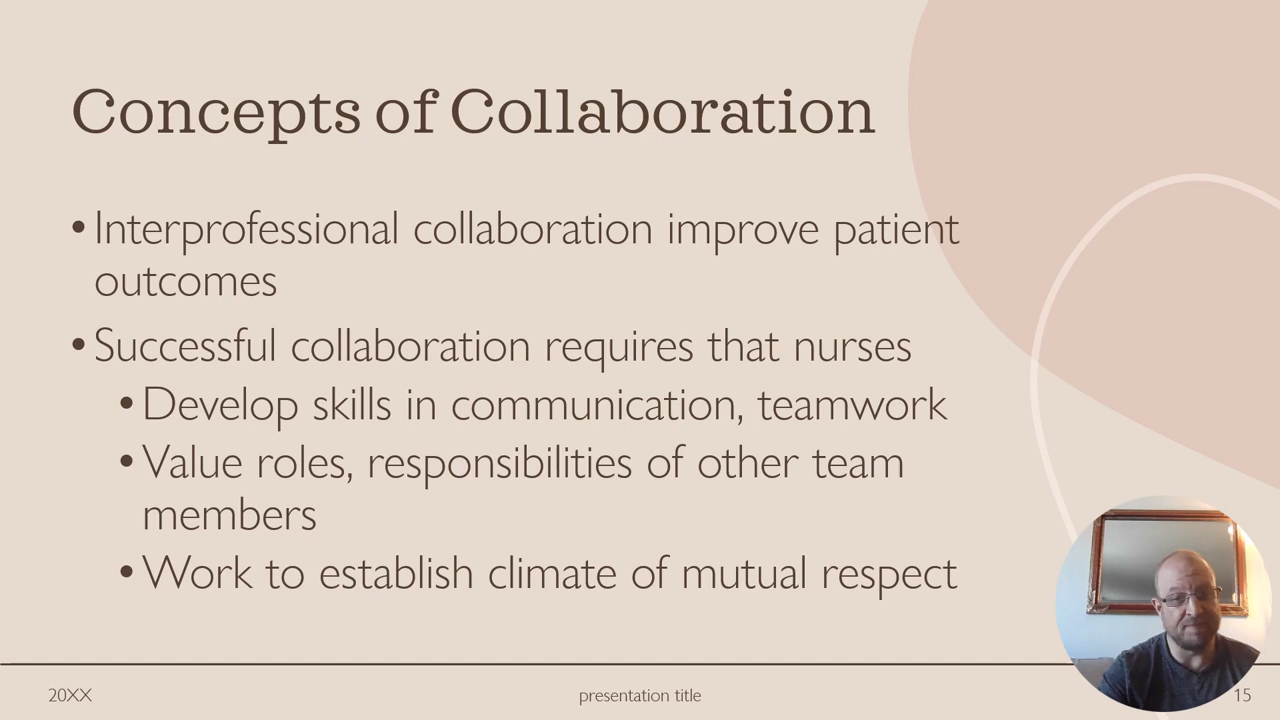 Concepts of Collaboration
• Interprofessional collaboration improve patient
outcomes
• Successful collaboration requires that nurses
• Develop skills in communication, teamwork
• Value roles, responsibilities of other team
members
• Work to establish climate of mutual respect
20XX
presentation title
15